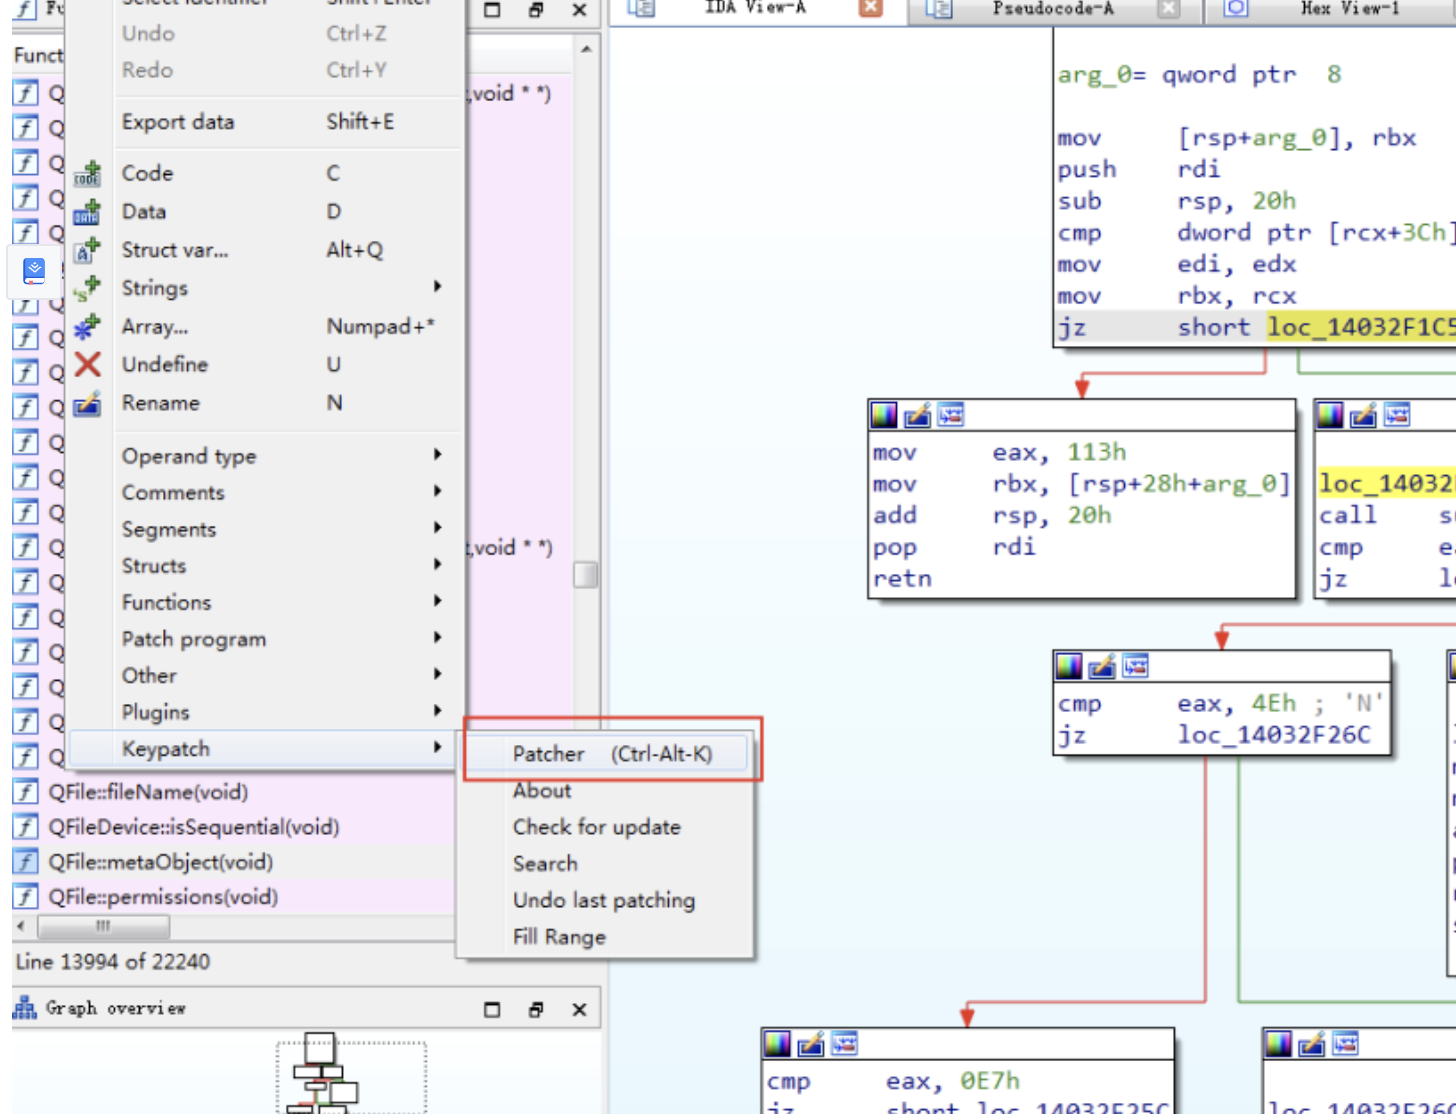 Select identifier Shift+Enter
Undo Ctrl+Z
Redo Ctrl+Y
Export data Shift+E
Code C
Data D
Struct var... Alt+Q
Strings
Array... Numpad+*
Undefine U
Rename N
Operand type
Comments
Segments
Structs
Functions
Patch program
Other
Plugins
Keypatch
Patcher (Ctrl-Alt-K)
About
Check for update
Search
Undo last patching
Fill Range
Funct
,void * *)
,void * *)
QFile::fileName(void)
QFileDevice::isSequential(void)
QFile::metaObject(void)
QFile::permissions(void)
Line 13994 of 22240
Graph overview
IDA View-A
Pseudocode-A
Hex View-1
arg_0= qword ptr 8
mov [rsp+arg_0], rbx
push rdi
sub rsp, 20h
cmp dword ptr [rcx+3Ch]
mov edi, edx
mov rbx, rcx
jz short loc_14032F1C5
mov eax, 113h
mov rbx, [rsp+28h+arg_0]
add rsp, 20h
pop rdi
retn
loc_14032
call
cmp
jz
cmp eax, 4Eh ; 'N'
jz loc_14032F26C
cmp eax, 0E7h
jz short loc_14032F25C
loc_14032F26C